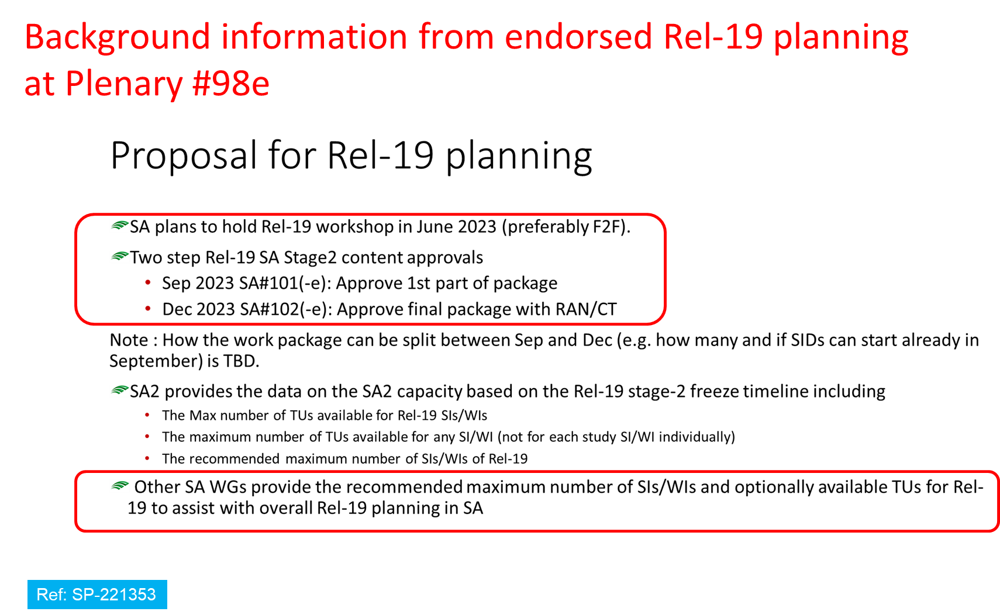 Background information from endorsed Rel-19 planning
at Plenary #98e
Proposal for Rel-19 planning
SA plans to hold Rel-19 workshop in June 2023 (preferably F2F).
Two step Rel-19 SA Stage2 content approvals
• Sep 2023 SA#101(-e): Approve 1st part of package
• Dec 2023 SA#102(-e): Approve final package with RAN/CT
Note : How the work package can be split between Sep and Dec (e.g. how many and if SIDs can start already in
September) is TBD.
SA2 provides the data on the SA2 capacity based on the Rel-19 stage-2 freeze timeline including
• The Max number of TUs available for Rel-19 SIs/WIs
• The maximum number of TUs available for any SI/WI (not for each study SI/WI individually)
• The recommended maximum number of SIs/WIs of Rel-19
Other SA WGs provide the recommended maximum number of SIs/WIs and optionally available TUs for Rel-
19 to assist with overall Rel-19 planning in SA
Ref: SP-221353